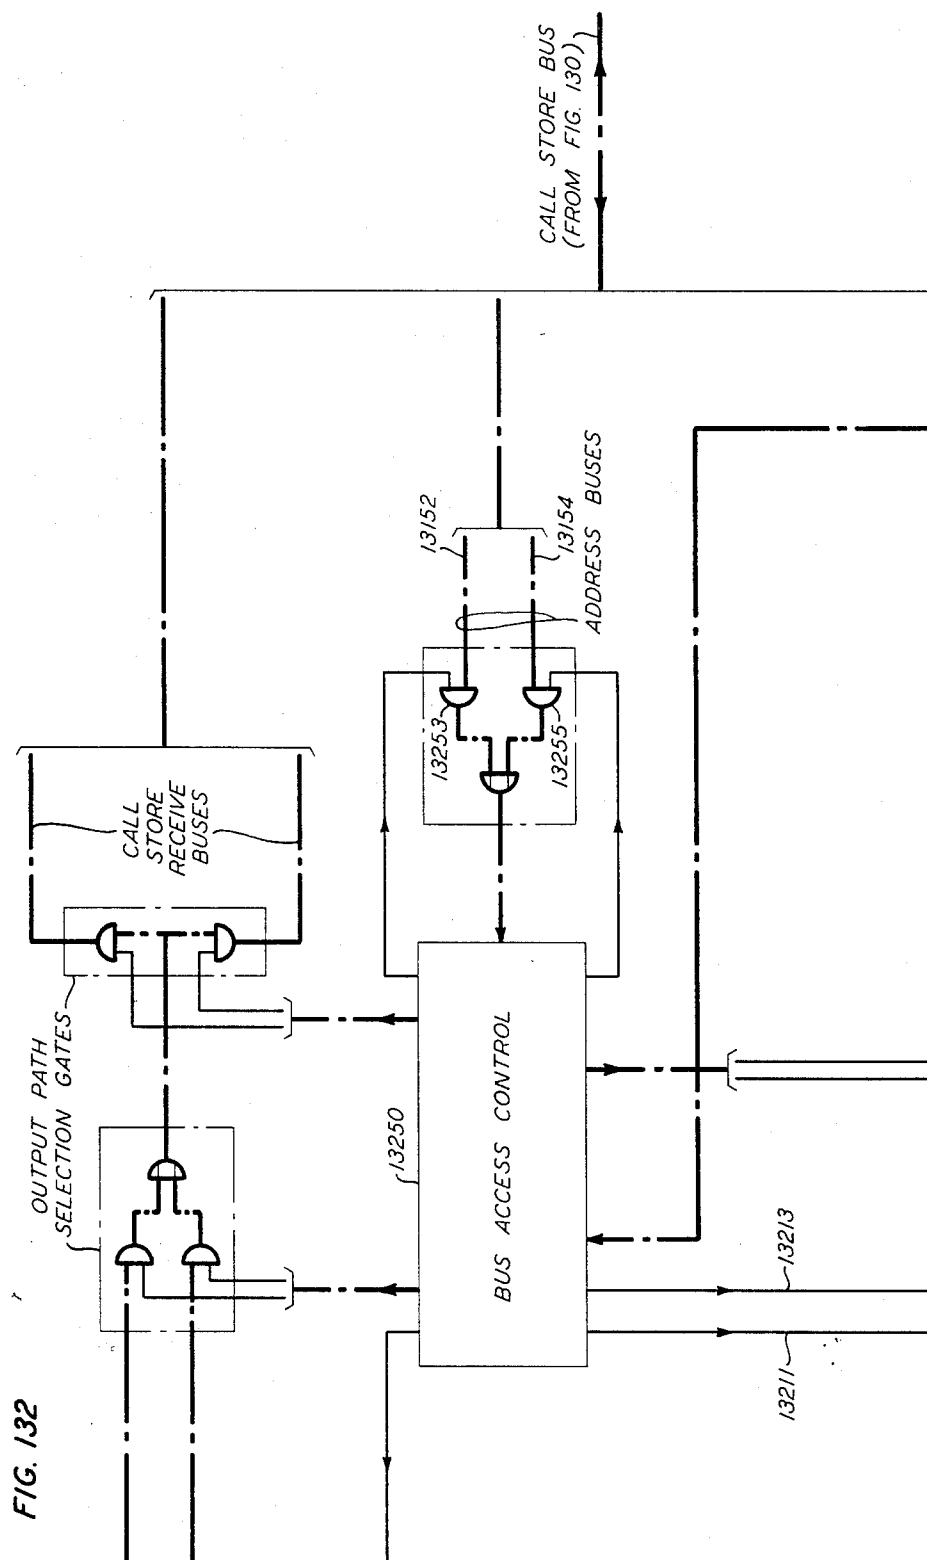 FIG. 132
OUTPUT PATH
SELECTION GATES
CALL
STORE
RECEIVE
BUSES
CALL STORE BUS
(FROM FIG. 130)
13250
BUS ACCESS CONTROL
13253
13255
13152
13154
ADDRESS BUSES
13211
13213